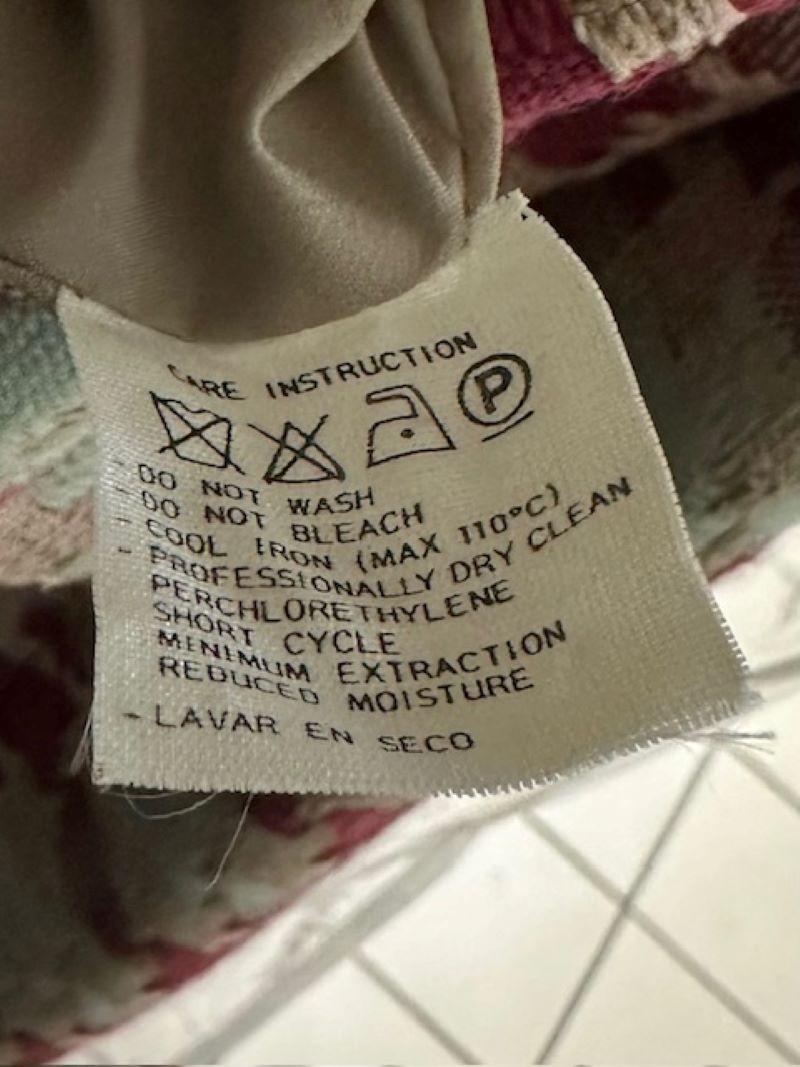 CARE INSTRUCTION
P
- DO NOT WASH
- DO NOT BLEACH
- COOL IRON (MAX 110°C)
- PROFESSIONALLY DRY CLEAN
PERCHLORETHYLENE
SHORT CYCLE
MINIMUM EXTRACTION
REDUCED MOISTURE
- LAVAR EN SECO